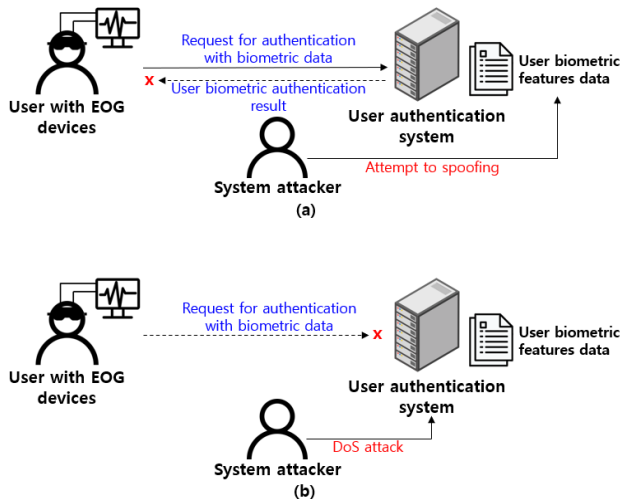 Request for authentication
with biometric data
x
User biometric authentication
result
User with EOG
devices
User biometric
features data
User authentication
system
Attempt to spoofing
System attacker
(a)
Request for authentication
with biometric data
x
User biometric
features data
User with EOG
devices
User authentication
system
DoS attack
System attacker
(b)